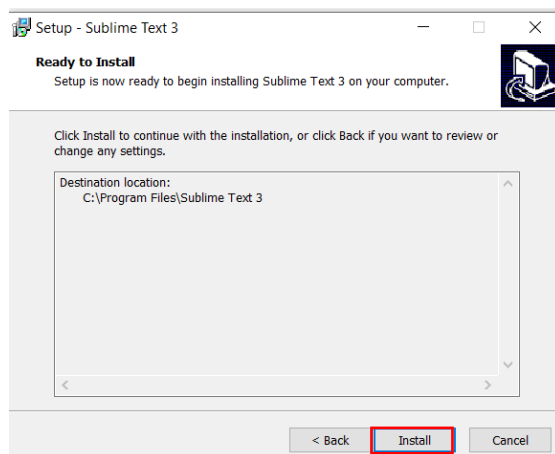 Setup - Sublime Text 3
Ready to Install
Setup is now ready to begin installing Sublime Text 3 on your computer.
Click Install to continue with the installation, or click Back if you want to review or
change any settings.
Destination location:
C:\Program Files\Sublime Text 3
< Back
Install
Cancel